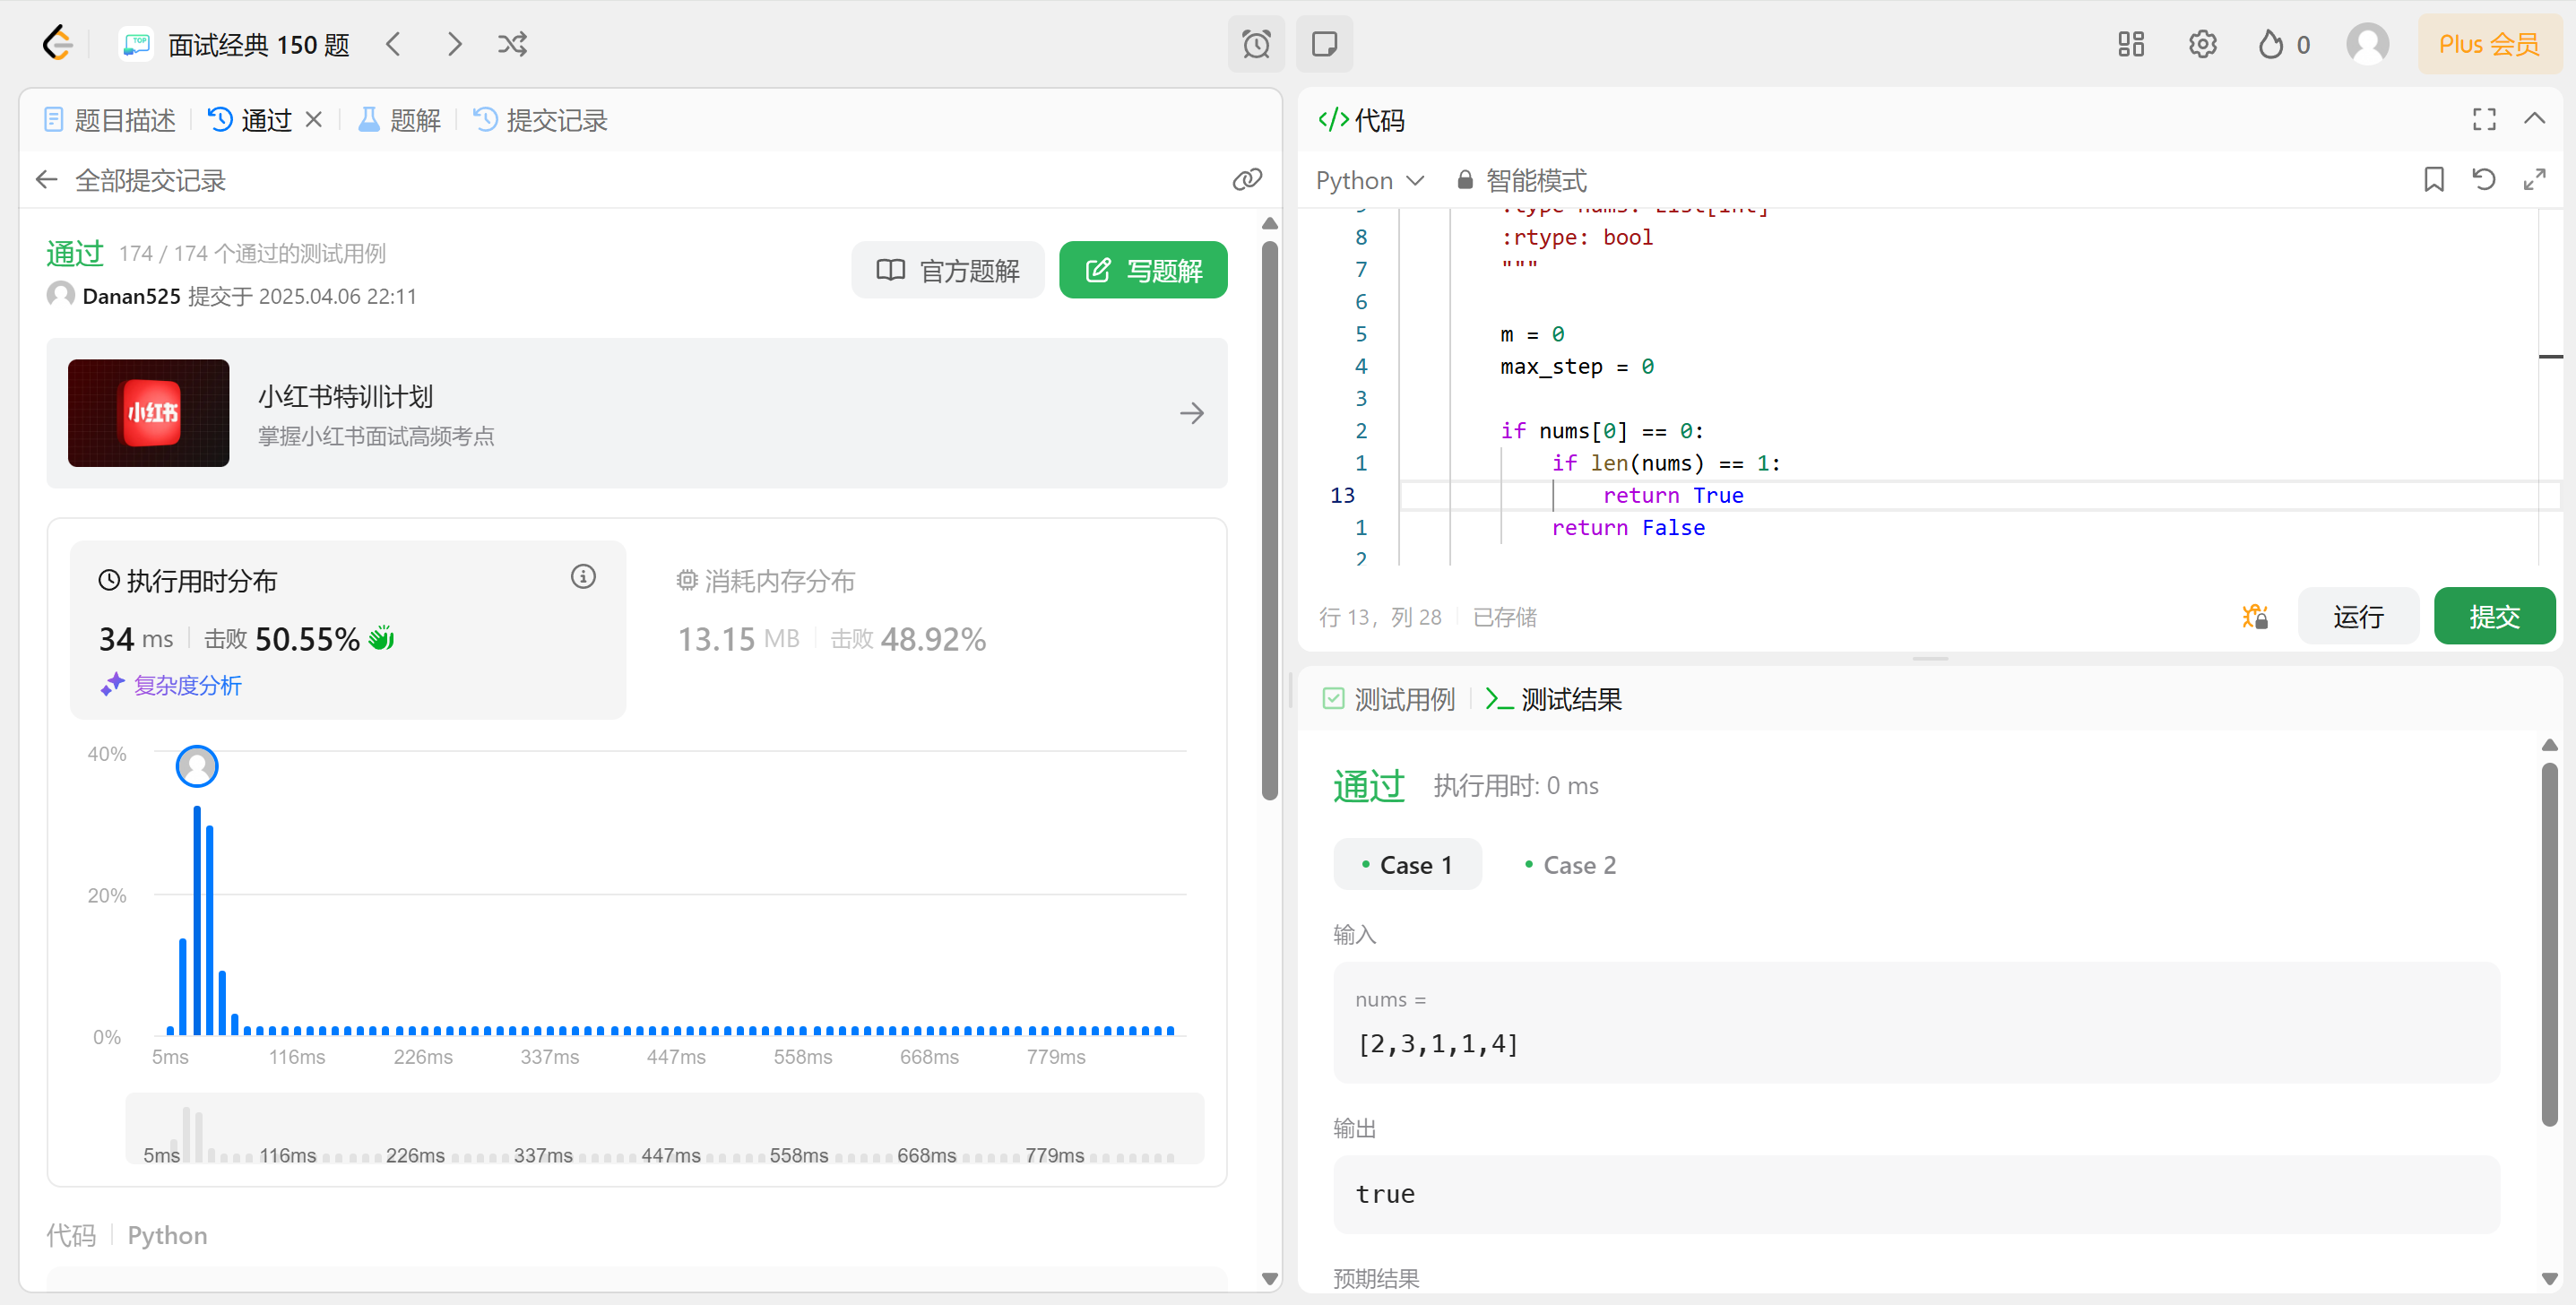 面试经典 150 题
0
Plus 会员
题目描述
通过
题解
提交记录
全部提交记录
通过 174 / 174 个通过的测试用例
Danan525 提交于 2025.04.06 22:11
官方题解
写题解
小红书
小红书特训计划
掌握小红书面试高频考点
执行用时分布
34 ms 击败 50.55%
复杂度分析
消耗内存分布
13.15 MB 击败 48.92%
40%
20%
0%
5ms 116ms 226ms 337ms 447ms 558ms 668ms 779ms
5ms 116ms 226ms 337ms 447ms 558ms 668ms 779ms
代码 Python
</>代码
Python 智能模式
9 :type nums: List[int]
8 :rtype: bool
7 """
6
5 m = 0
4 max_step = 0
3
2 if nums[0] == 0:
1 if len(nums) == 1:
13 return True
1 return False
2
行 13, 列 28 已存储
运行
提交
测试用例
测试结果
通过 执行用时: 0 ms
Case 1
Case 2
输入
nums =
[2,3,1,1,4]
输出
true
预期结果